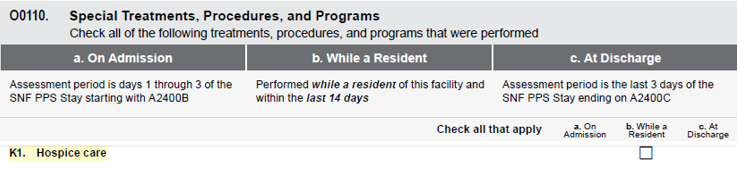 O0110. Special Treatments, Procedures, and Programs
Check all of the following treatments, procedures, and programs that were performed
a. On Admission b. While a Resident c. At Discharge
Assessment period is days 1 through 3 of the Performed while a resident of this facility and Assessment period is the last 3 days of the
SNF PPS Stay starting with A2400B within the last 14 days SNF PPS Stay ending on A2400C
Check all that apply a. On b. While a c. At
Admission Resident Discharge
K1. Hospice care